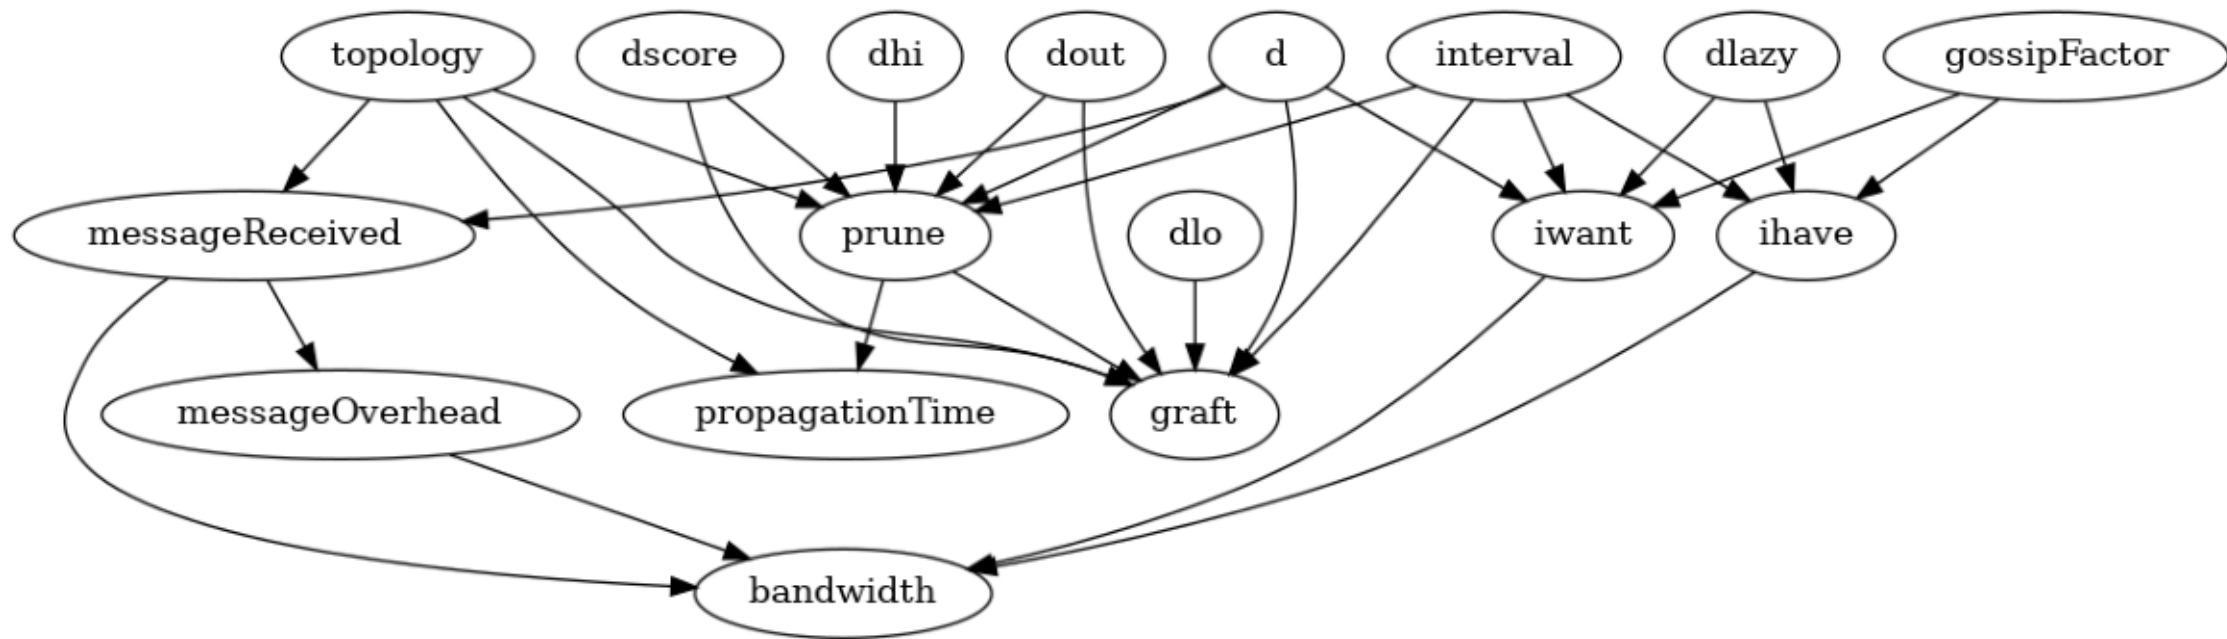 topology
dscore
dhi
dout
d
interval
dlazy
gossipFactor
messageReceived
prune
dlo
iwant
ihave
messageOverhead
propagationTime
graft
bandwidth